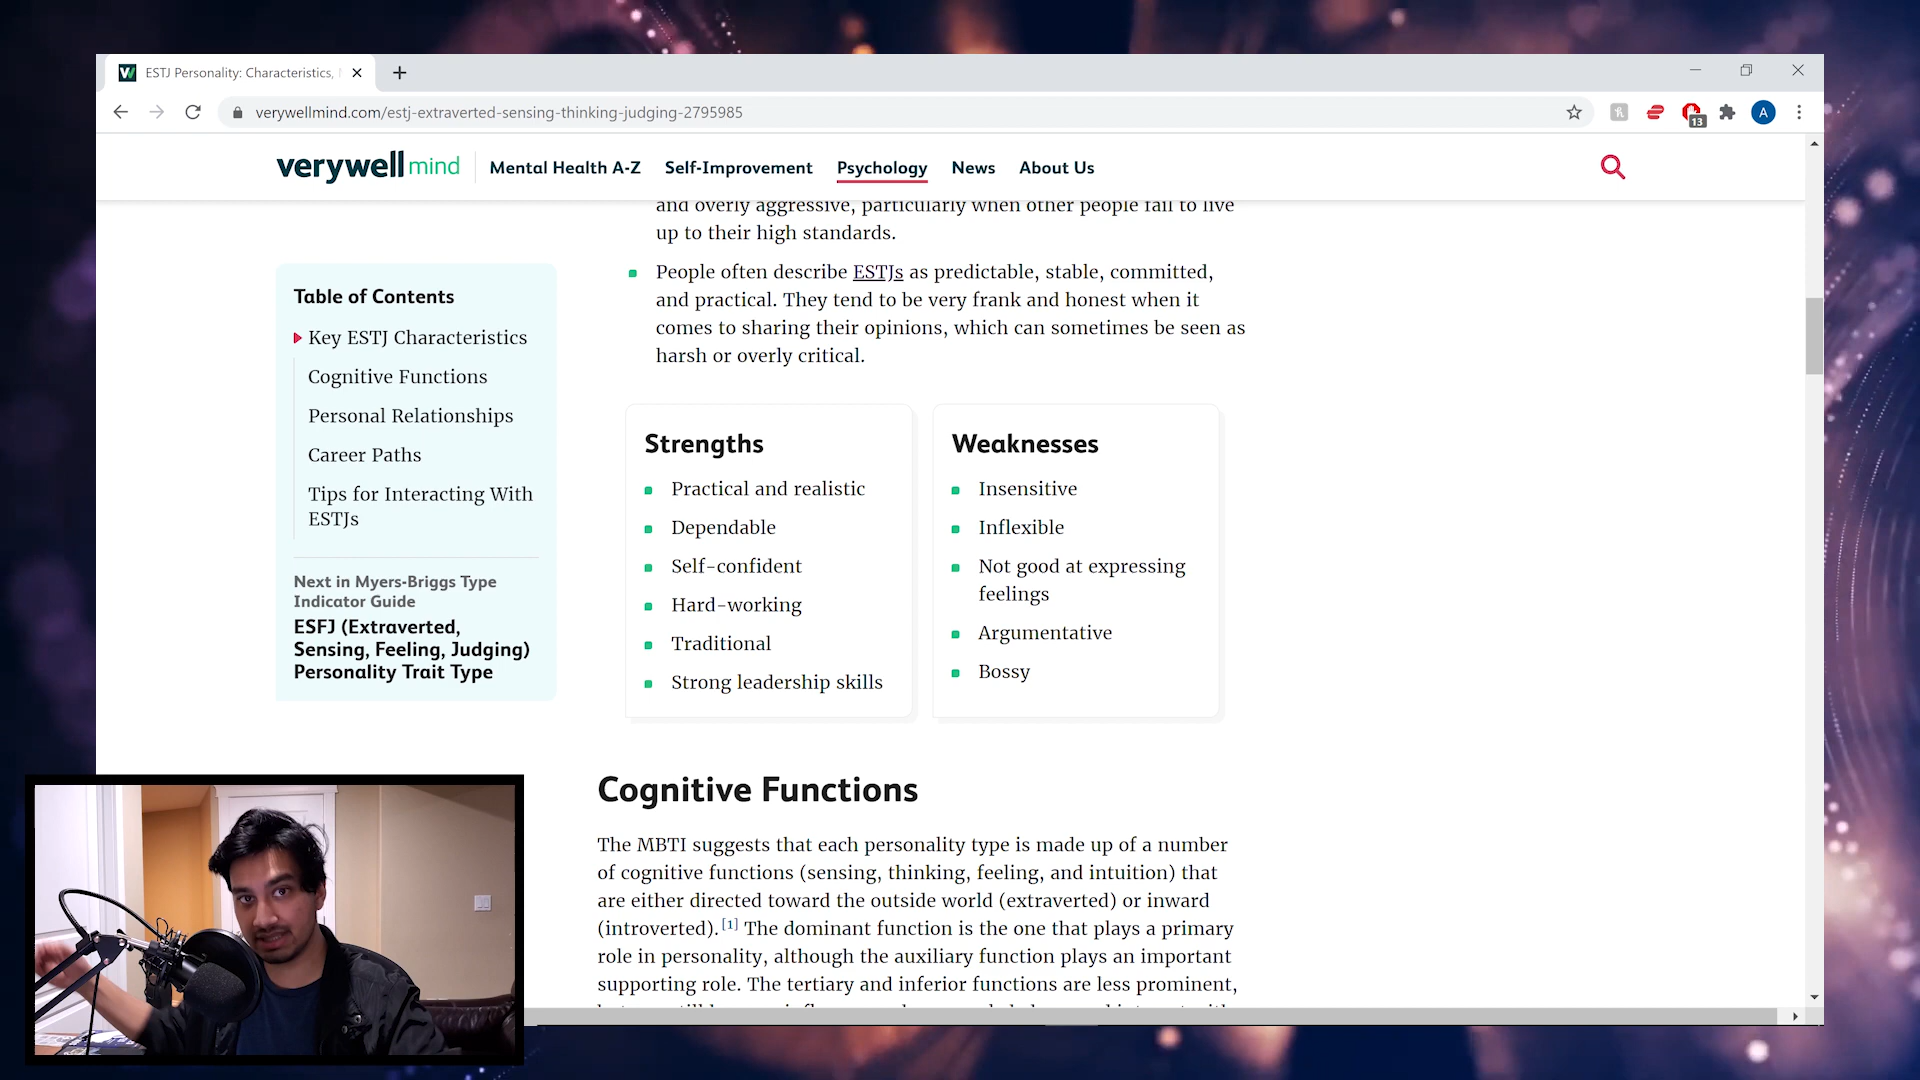 ESTJ Personality: Characteristics,
verywellmind.com/estj-extraverted-sensing-thinking-judging-2795985
13
A
verywell mind
Mental Health A-Z Self-Improvement Psychology News About Us
and overly aggressive, particularly when other people fail to live
up to their high standards.
People often describe ESTJs as predictable, stable, committed,
and practical. They tend to be very frank and honest when it
comes to sharing their opinions, which can sometimes be seen as
harsh or overly critical.
Table of Contents
Key ESTJ Characteristics
Cognitive Functions
Personal Relationships
Career Paths
Tips for Interacting With
ESTJs
Next in Myers-Briggs Type
Indicator Guide
ESFJ (Extraverted,
Sensing, Feeling, Judging)
Personality Trait Type
Strengths
Practical and realistic
Dependable
Self-confident
Hard-working
Traditional
Strong leadership skills
Weaknesses
Insensitive
Inflexible
Not good at expressing
feelings
Argumentative
Bossy
Cognitive Functions
The MBTI suggests that each personality type is made up of a number
of cognitive functions (sensing, thinking, feeling, and intuition) that
are either directed toward the outside world (extraverted) or inward
(introverted).[1] The dominant function is the one that plays a primary
role in personality, although the auxiliary function plays an important
supporting role. The tertiary and inferior functions are less prominent,